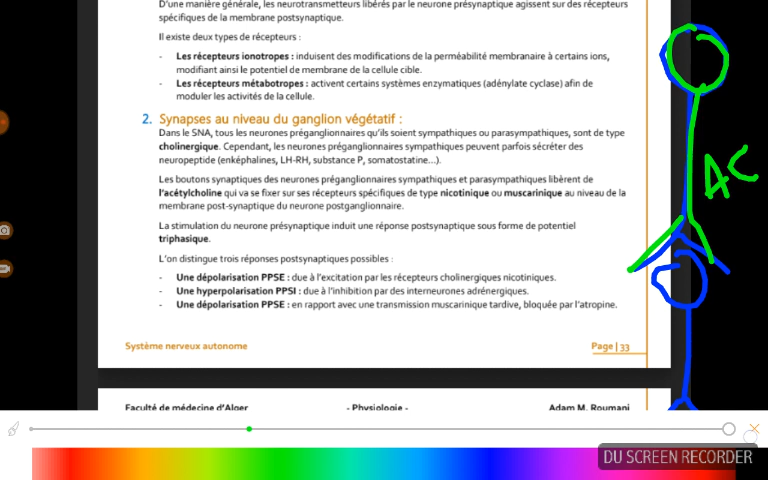 D'une manière générale, les neurotransmetteurs libérés par le neurone présynaptique agissent sur des récepteurs
spécifiques de la membrane postsynaptique.
Il existe deux types de récepteurs :
- Les récepteurs ionotropes : induisent des modifications de la perméabilité membranaire à certains ions,
modifiant ainsi le potentiel de membrane de la cellule cible.
- Les récepteurs métabotropes : activent certains systèmes enzymatiques (adénylate cyclase) afin de
moduler les activités de la cellule.
2. Synapses au niveau du ganglion végétatif :
Dans le SNA, tous les neurones préganglionnaires qu'ils soient sympathiques ou parasympathiques, sont de type
cholinergique. Cependant, les neurones préganglionnaires sympathiques peuvent parfois sécréter des
neuropeptide (enképhalines, LH-RH, substance P, somatostatine...).
Les boutons synaptiques des neurones préganglionnaires sympathiques et parasympathiques libèrent de
l'acétylcholine qui va se fixer sur ses récepteurs spécifiques de type nicotinique ou muscarinique au niveau de la
membrane post-synaptique du neurone postganglionnaire.
La stimulation du neurone présynaptique induit une réponse postsynaptique sous forme de potentiel
triphasique.
L'on distingue trois réponses postsynaptiques possibles :
- Une dépolarisation PPSE : due à l'excitation par les récepteurs cholinergiques nicotiniques.
- Une hyperpolarisation PPSI : due à l'inhibition par des interneurones adrénergiques.
- Une dépolarisation PPSE : en rapport avec une transmission muscarinique tardive, bloquée par l'atropine.
AC
Système nerveux autonome Page | 33
Faculté de médecine d'Alger - Physiologie - Adam M. Roumani
DU SCREEN RECORDER